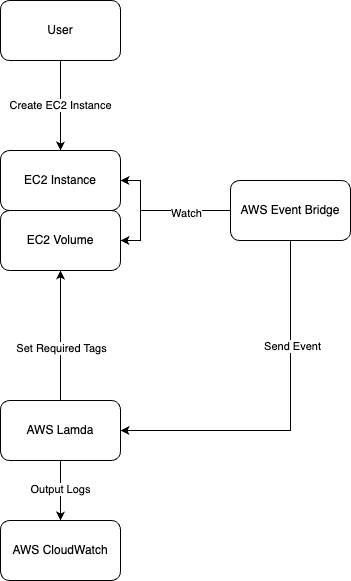 User
Create EC2 Instance
EC2 Instance
EC2 Volume
Watch
AWS Event Bridge
Set Required Tags
Send Event
AWS Lamda
Output Logs
AWS CloudWatch